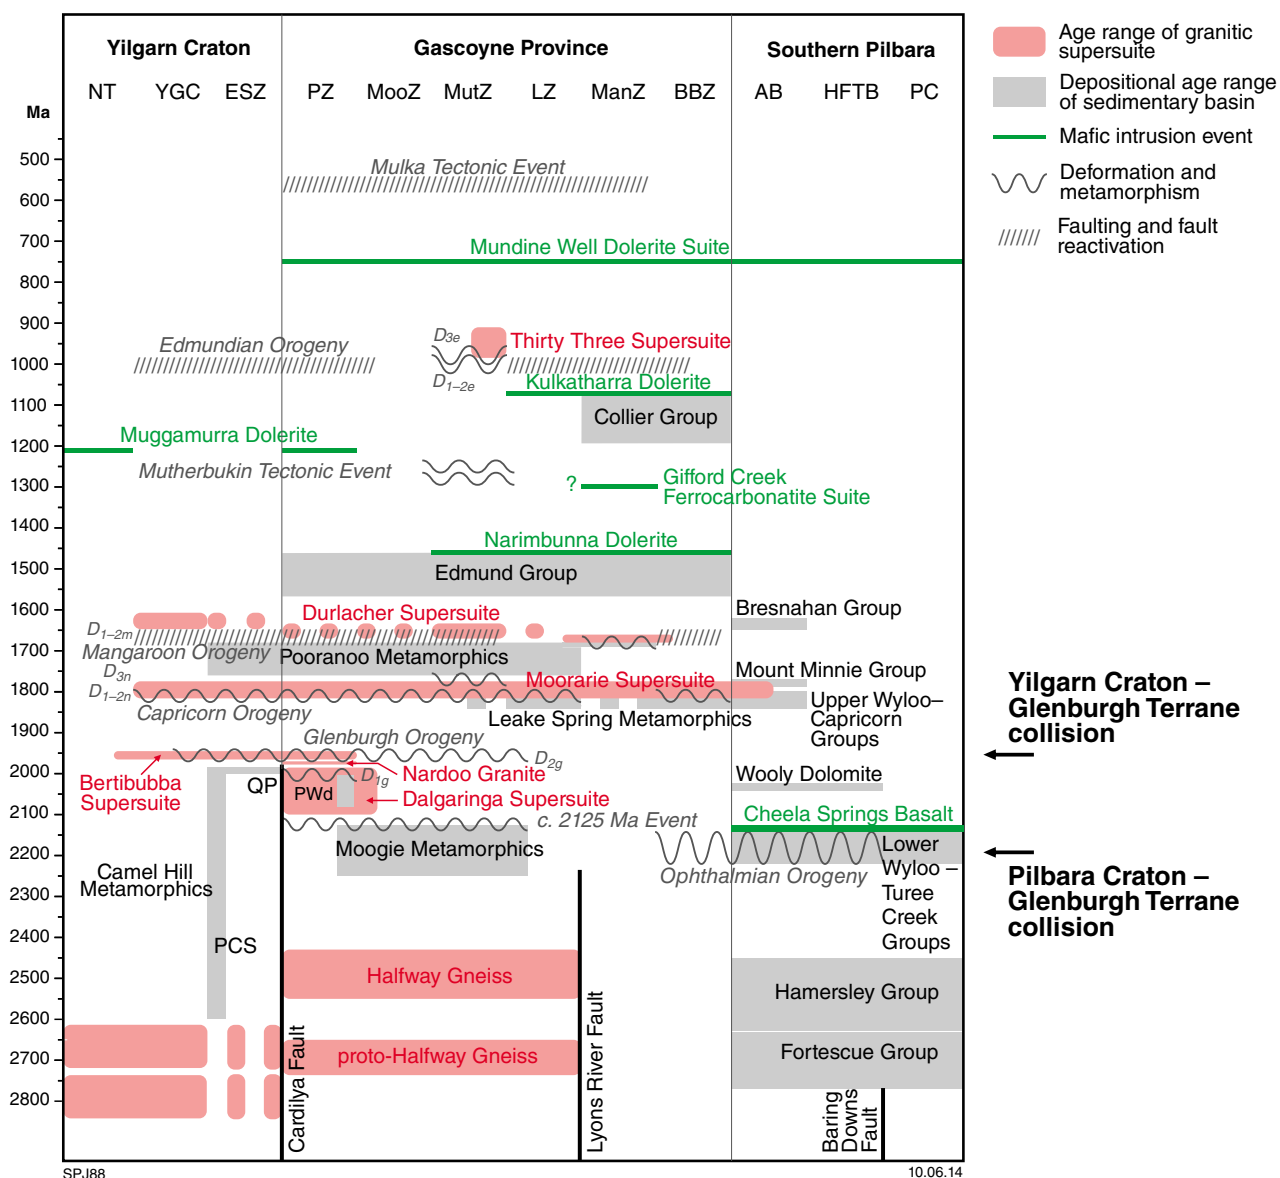 Yilgarn Craton
Gascoyne Province
Southern Pilbara
NT YGC ESZ PZ MooZ MutZ LZ ManZ BBZ AB HFTB PC
Ma
500
600
700
800
900
1000
1100
1200
1300
1400
1500
1600
1700
1800
1900
2000
2100
2200
2300
2400
2500
2600
2700
2800
Mulka Tectonic Event
Mundine Well Dolerite Suite
D3e
Thirty Three Supersuite
Edmundian Orogeny
D1–2e
Kulkatharra Dolerite
Collier Group
Muggamurra Dolerite
Mutherbukin Tectonic Event
?
Gifford Creek
Ferrocarbonatite Suite
Narimbunna Dolerite
Edmund Group
Durlacher Supersuite
Bresnahan Group
D1–2m
Mangaroon Orogeny
Pooranoo Metamorphics
D3n
Mount Minnie Group
Moorarie Supersuite
D1–2n
Capricorn Orogeny
Leake Spring Metamorphics
Upper Wyloo–
Capricorn
Groups
Glenburgh Orogeny
D2g
Bertibubba
Supersuite
QP
PWd
D1g
Nardoo Granite
Dalgaringa Supersuite
Wooly Dolomite
Cheela Springs Basalt
c. 2125 Ma Event
Moogie Metamorphics
Ophthalmian Orogeny
Lower
Wyloo –
Turee
Creek
Groups
Camel Hill
Metamorphics
PCS
Halfway Gneiss
Hamersley Group
proto-Halfway Gneiss
Fortescue Group
Cardilya Fault
Lyons River Fault
Baring
Downs
Fault
SPJ88
10.06.14
Age range of granitic
supersuite
Depositional age range
of sedimentary basin
Mafic intrusion event
Deformation and
metamorphism
Faulting and fault
reactivation
Yilgarn Craton –
Glenburgh Terrane
collision
Pilbara Craton –
Glenburgh Terrane
collision